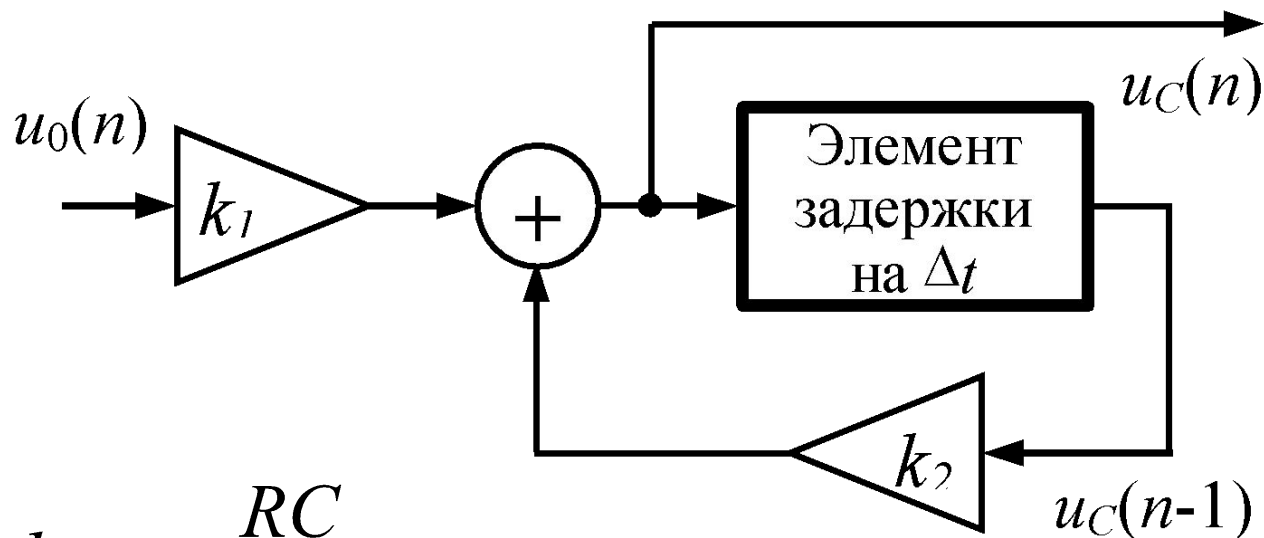 u_C(n)
u_0(n)
k_1
+
Элемент
задержки
на Δt
k_2
u_C(n-1)
RC